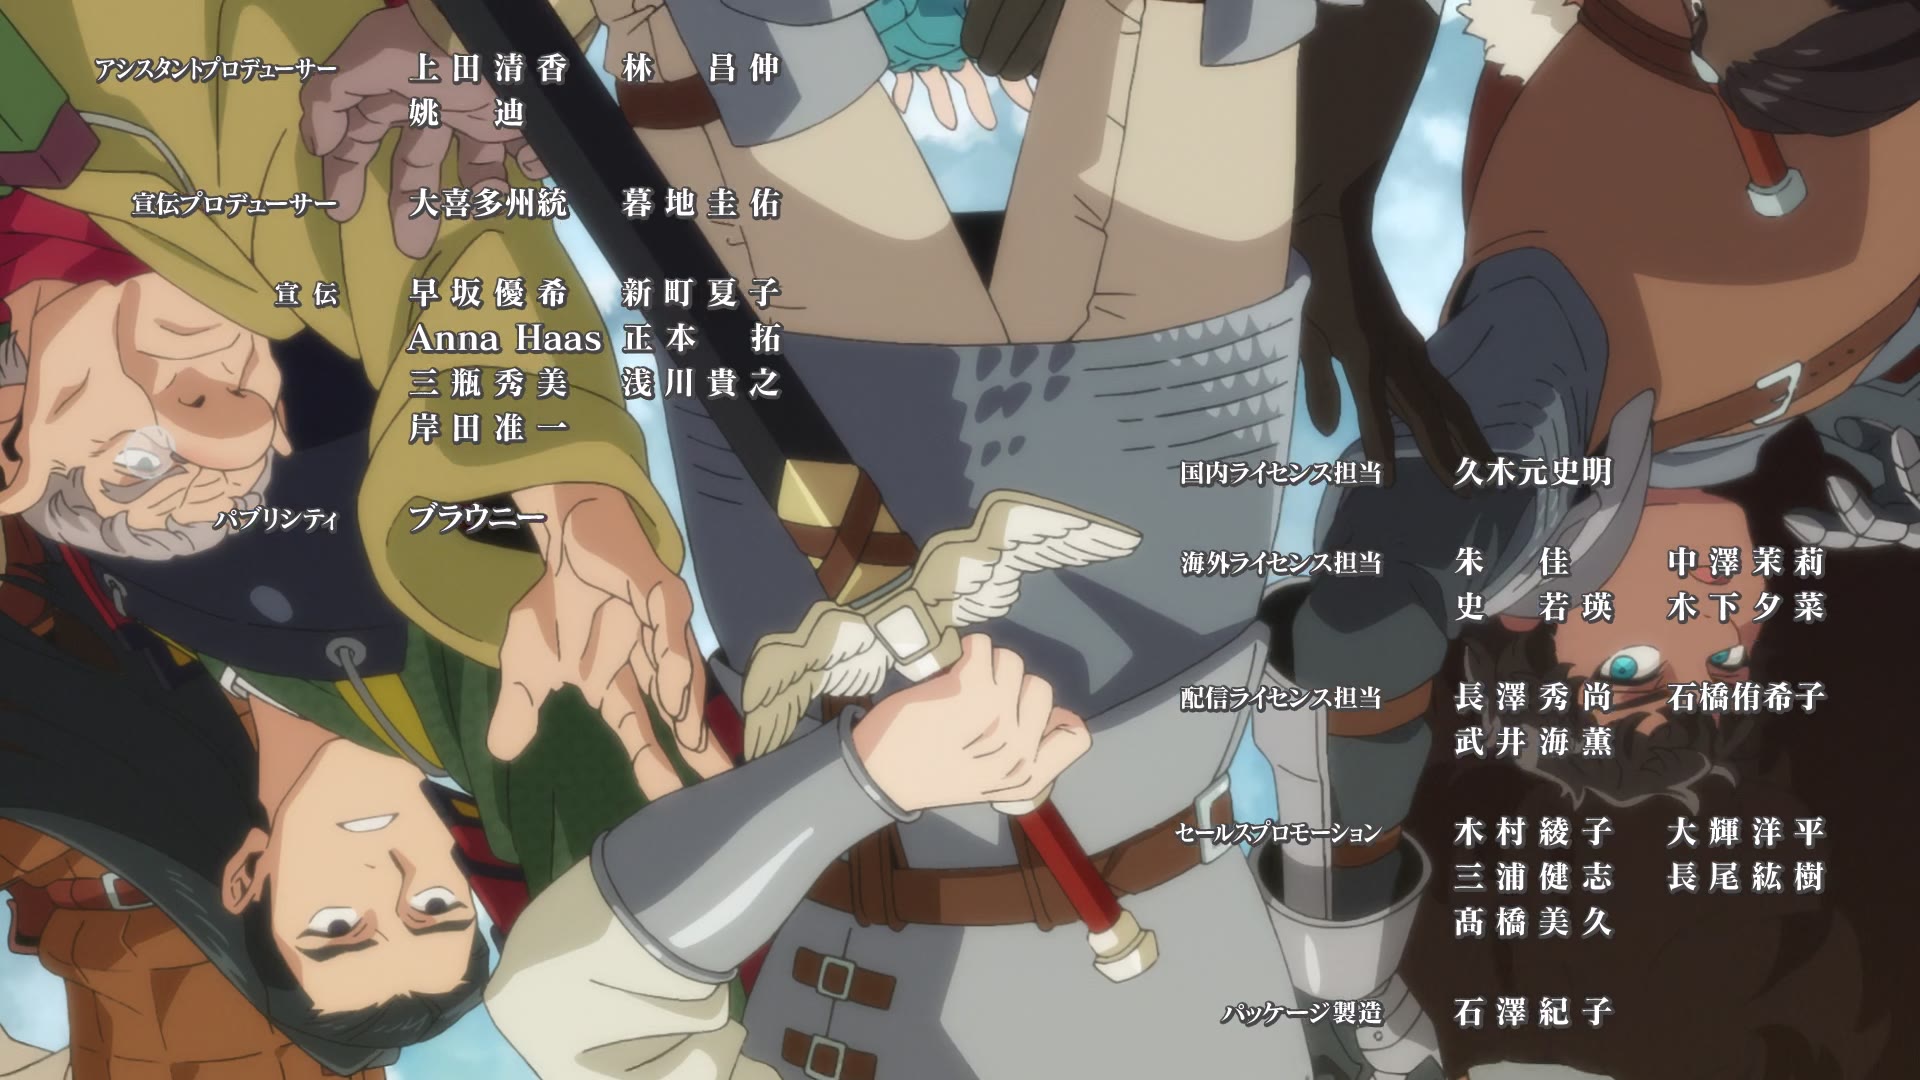 アシスタントプロデューサー 上田清香 林 昌伸
姚 迪
宣伝プロデューサー 大喜多州統 暮地圭佑
宣伝 早坂優希 新町夏子
Anna Haas 正本 拓
三瓶秀美 浅川貴之
岸田准一
パブリシティ ブラウニー
国内ライセンス担当 久木元史明
海外ライセンス担当 朱 佳 中澤茉莉
史 若瑛 木下夕菜
配信ライセンス担当 長澤秀尚 石橋侑希子
武井海薫
セールスプロモーション 木村綾子 大輝洋平
三浦健志 長尾紘樹
髙橋美久
パッケージ製造 石澤紀子